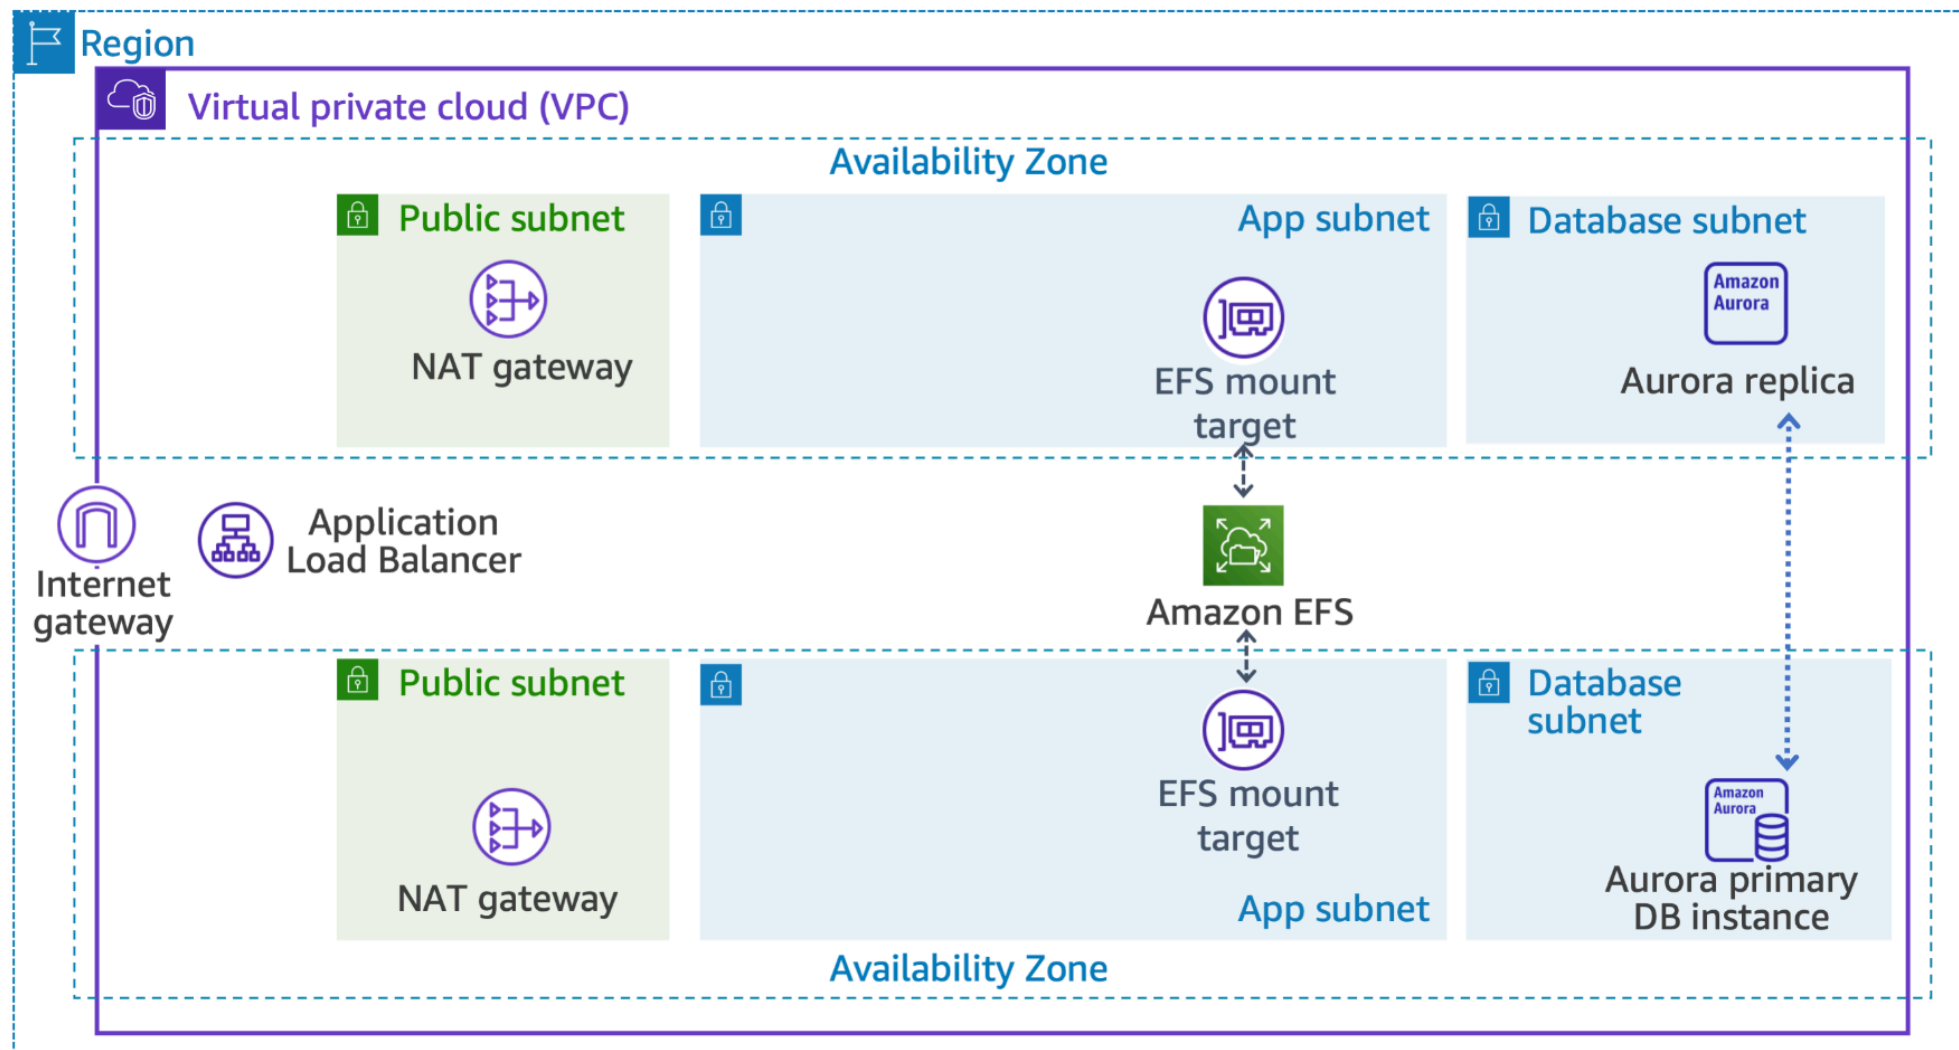 Region
Virtual private cloud (VPC)
Availability Zone
Public subnet
App subnet
Database subnet
Amazon
Aurora
NAT gateway
EFS mount
target
Aurora replica
Internet
gateway
Application
Load Balancer
Amazon EFS
Public subnet
Database
subnet
EFS mount
target
Amazon
Aurora
NAT gateway
App subnet
Aurora primary
DB instance
Availability Zone